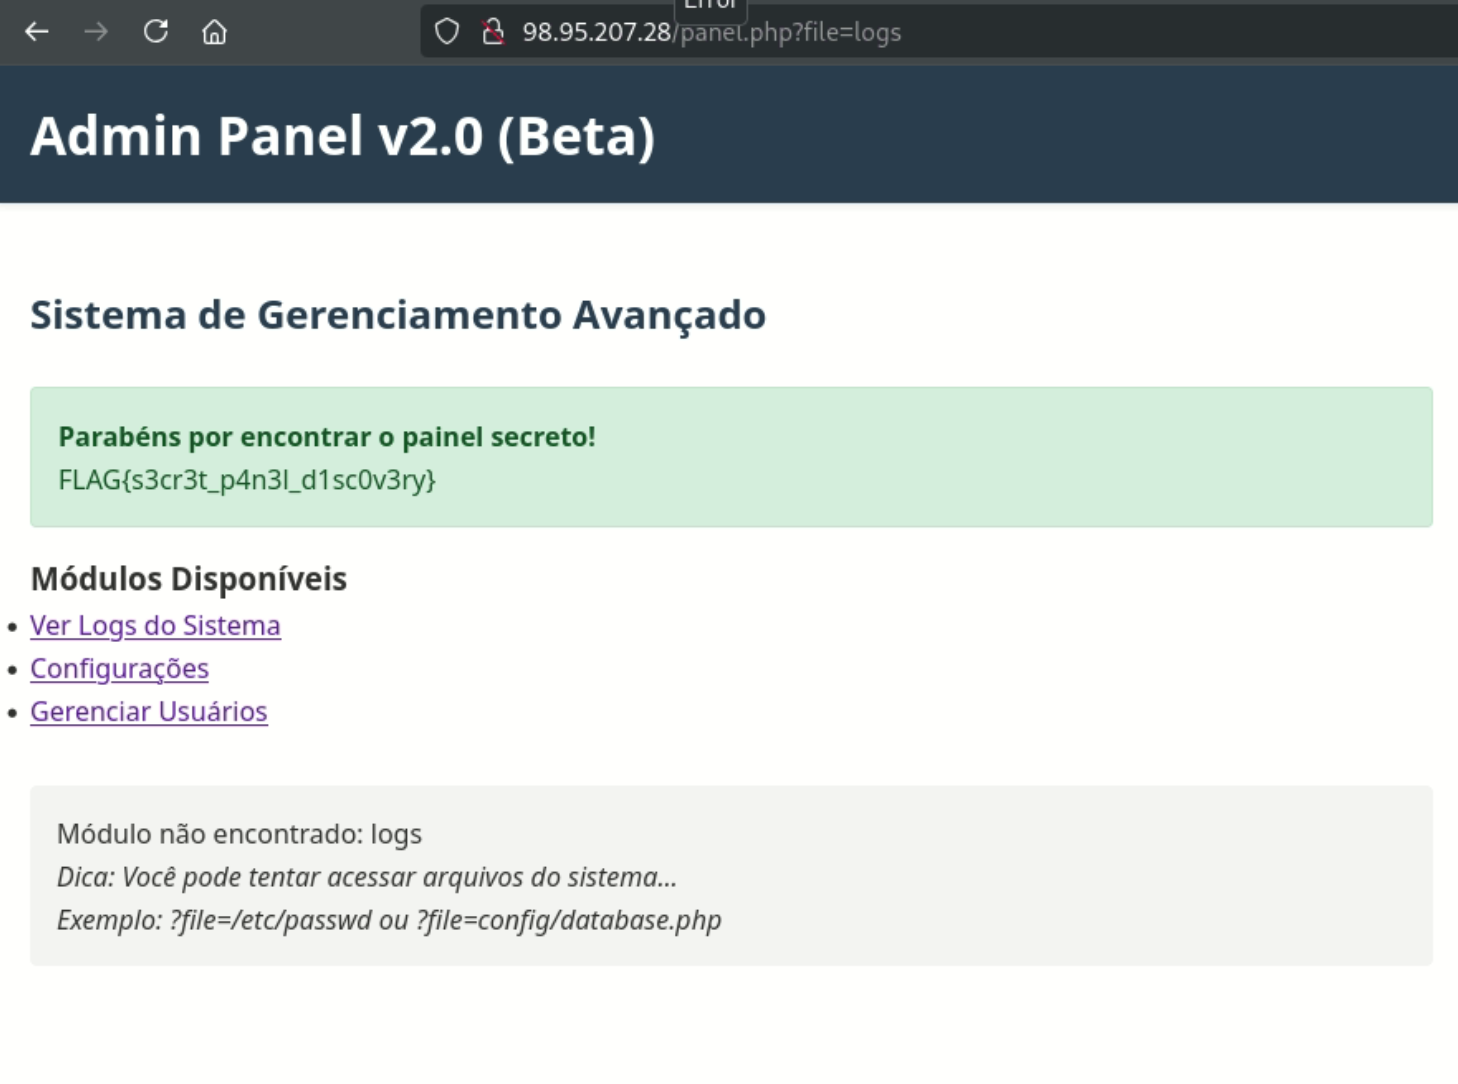 Error
98.95.207.28/panel.php?file=logs
Admin Panel v2.0 (Beta)
Sistema de Gerenciamento Avançado
Parabéns por encontrar o painel secreto!
FLAG{s3cr3t_p4n3l_d1sc0v3ry}
Módulos Disponíveis
• Ver Logs do Sistema
• Configurações
• Gerenciar Usuários
Módulo não encontrado: logs
Dica: Você pode tentar acessar arquivos do sistema...
Exemplo: ?file=/etc/passwd ou ?file=config/database.php